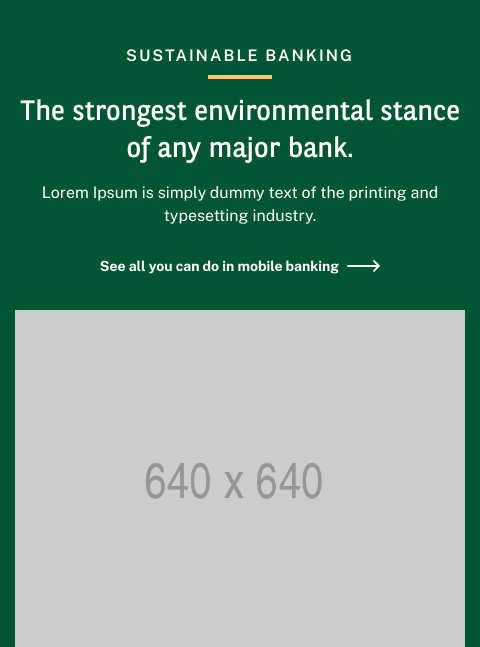 SUSTAINABLE BANKING
The strongest environmental stance
of any major bank.
Lorem Ipsum is simply dummy text of the printing and
typesetting industry.
See all you can do in mobile banking
640 x 640